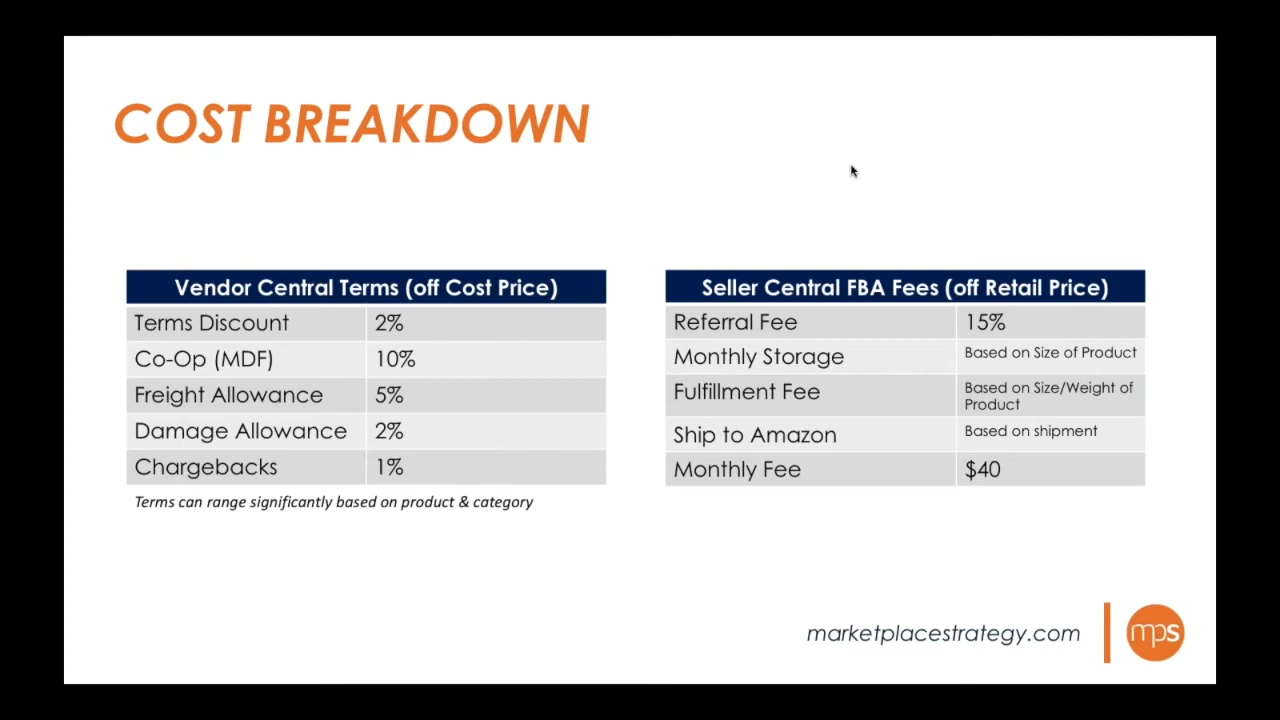 COST BREAKDOWN
Vendor Central Terms (off Cost Price)
Terms Discount 2%
Co-Op (MDF) 10%
Freight Allowance 5%
Damage Allowance 2%
Chargebacks 1%
Terms can range significantly based on product & category
Seller Central FBA Fees (off Retail Price)
Referral Fee 15%
Monthly Storage Based on Size of Product
Fulfillment Fee Based on Size/Weight of
Product
Ship to Amazon Based on shipment
Monthly Fee $40
marketplacestrategy.com
mps